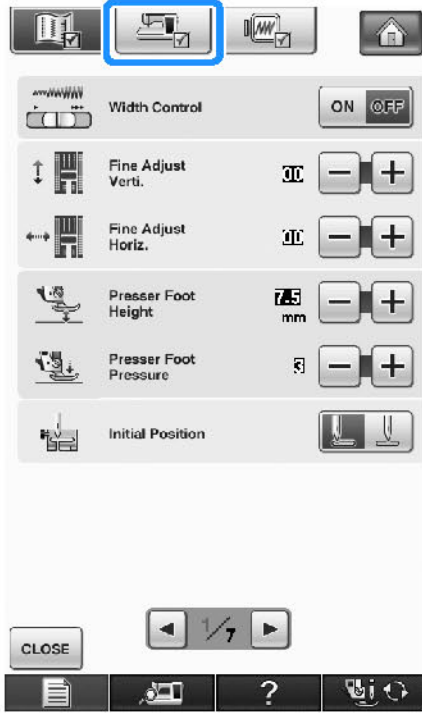 Width Control
ON OFF
Fine Adjust
Verti.
00
Fine Adjust
Horiz.
00
Presser Foot
Height
7.5
mm
Presser Foot
Pressure
3
Initial Position
1/7
CLOSE
?